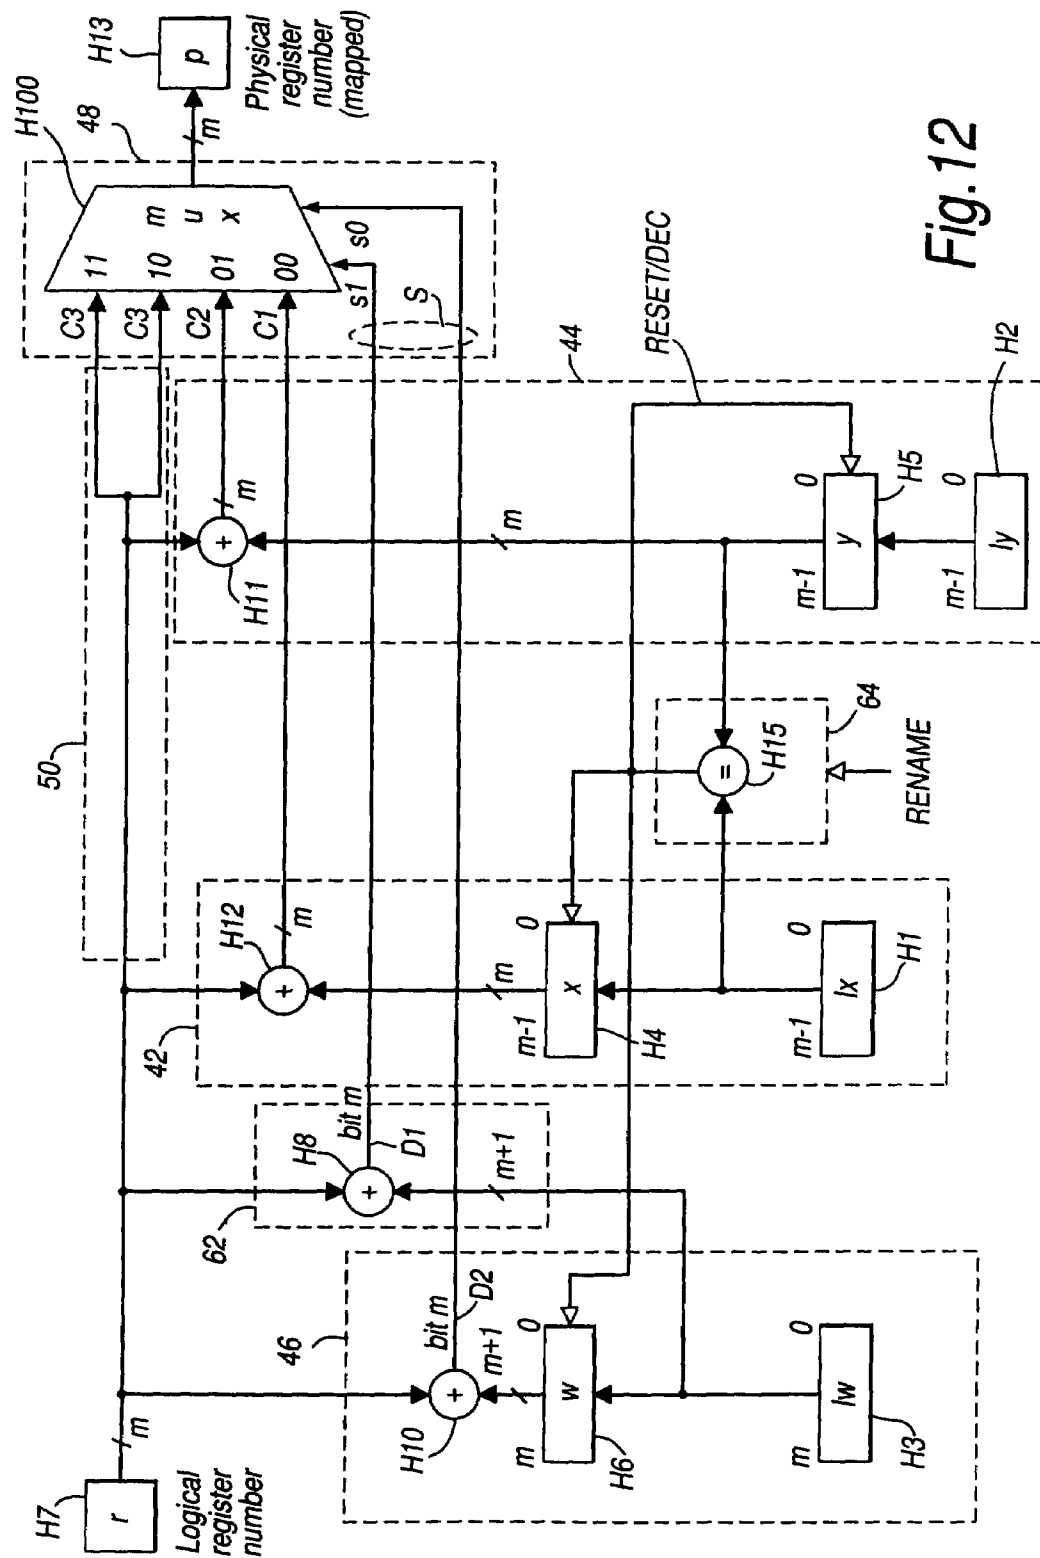 H7
r
Logical
register
number
m
50
H13
p
Physical
register
number
(mapped)
m
H100
48
C3
C3
C2
C1
11
10
01
00
m
u
x
s1
s0
S
46
H10
+
bit m
D2
m+1
m
w
0
H6
m
Iw
0
H3
62
H8
+
bit m
D1
m+1
42
H12
+
m
m
m-1
x
0
H4
m-1
Ix
0
H1
64
=
H15
RENAME
H11
+
m
m
RESET/DEC
44
m-1
y
0
H5
m-1
Iy
0
H2
Fig.12